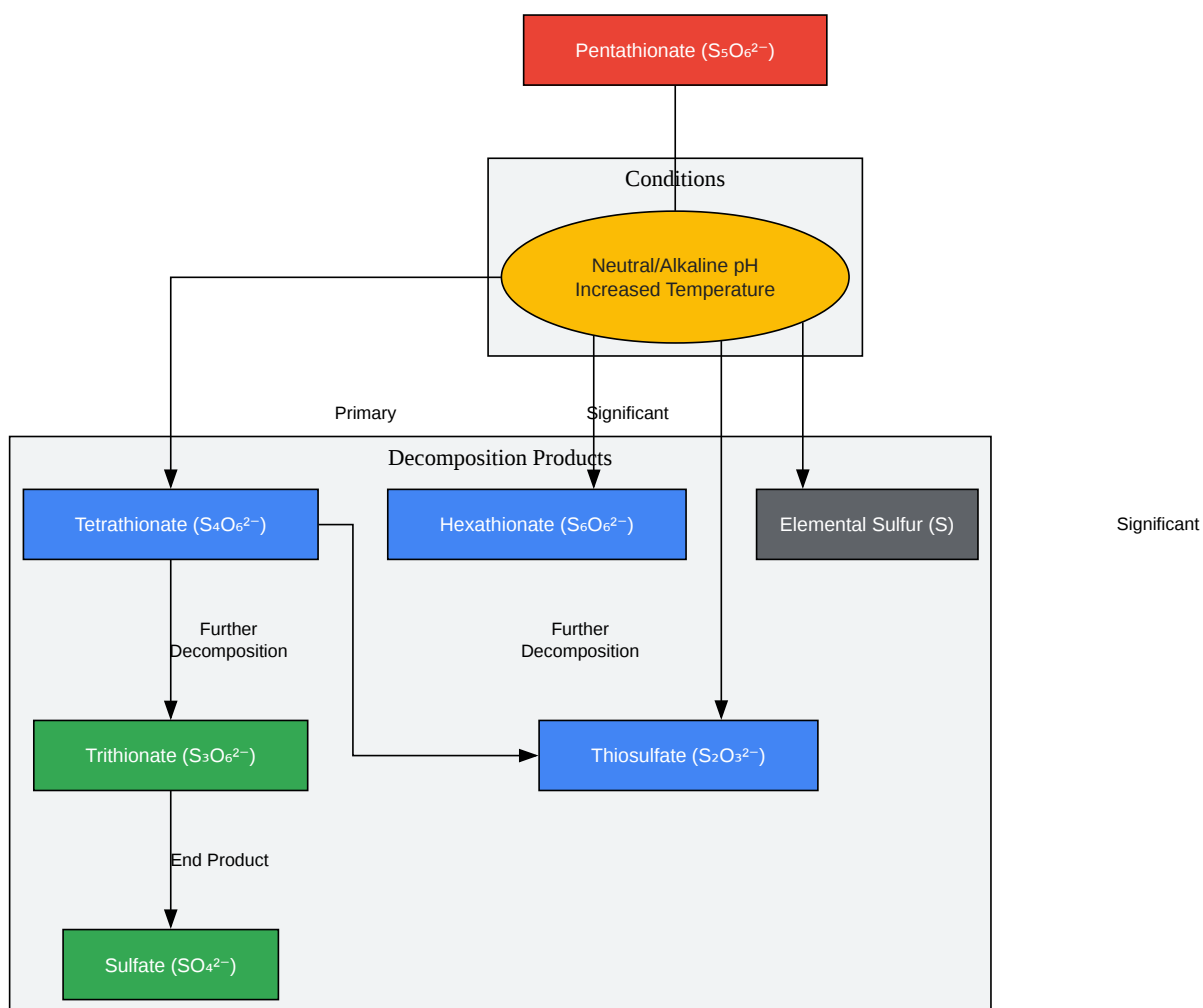 Pentathionate (S₅O₆²⁻)
Conditions
Neutral/Alkaline pH
Increased Temperature
Primary
Significant
Decomposition Products
Tetrathionate (S₄O₆²⁻)
Hexathionate (S₆O₆²⁻)
Elemental Sulfur (S)
Significant
Further
Decomposition
Further
Decomposition
Trithionate (S₃O₆²⁻)
Thiosulfate (S₂O₃²⁻)
End Product
Sulfate (SO₄²⁻)